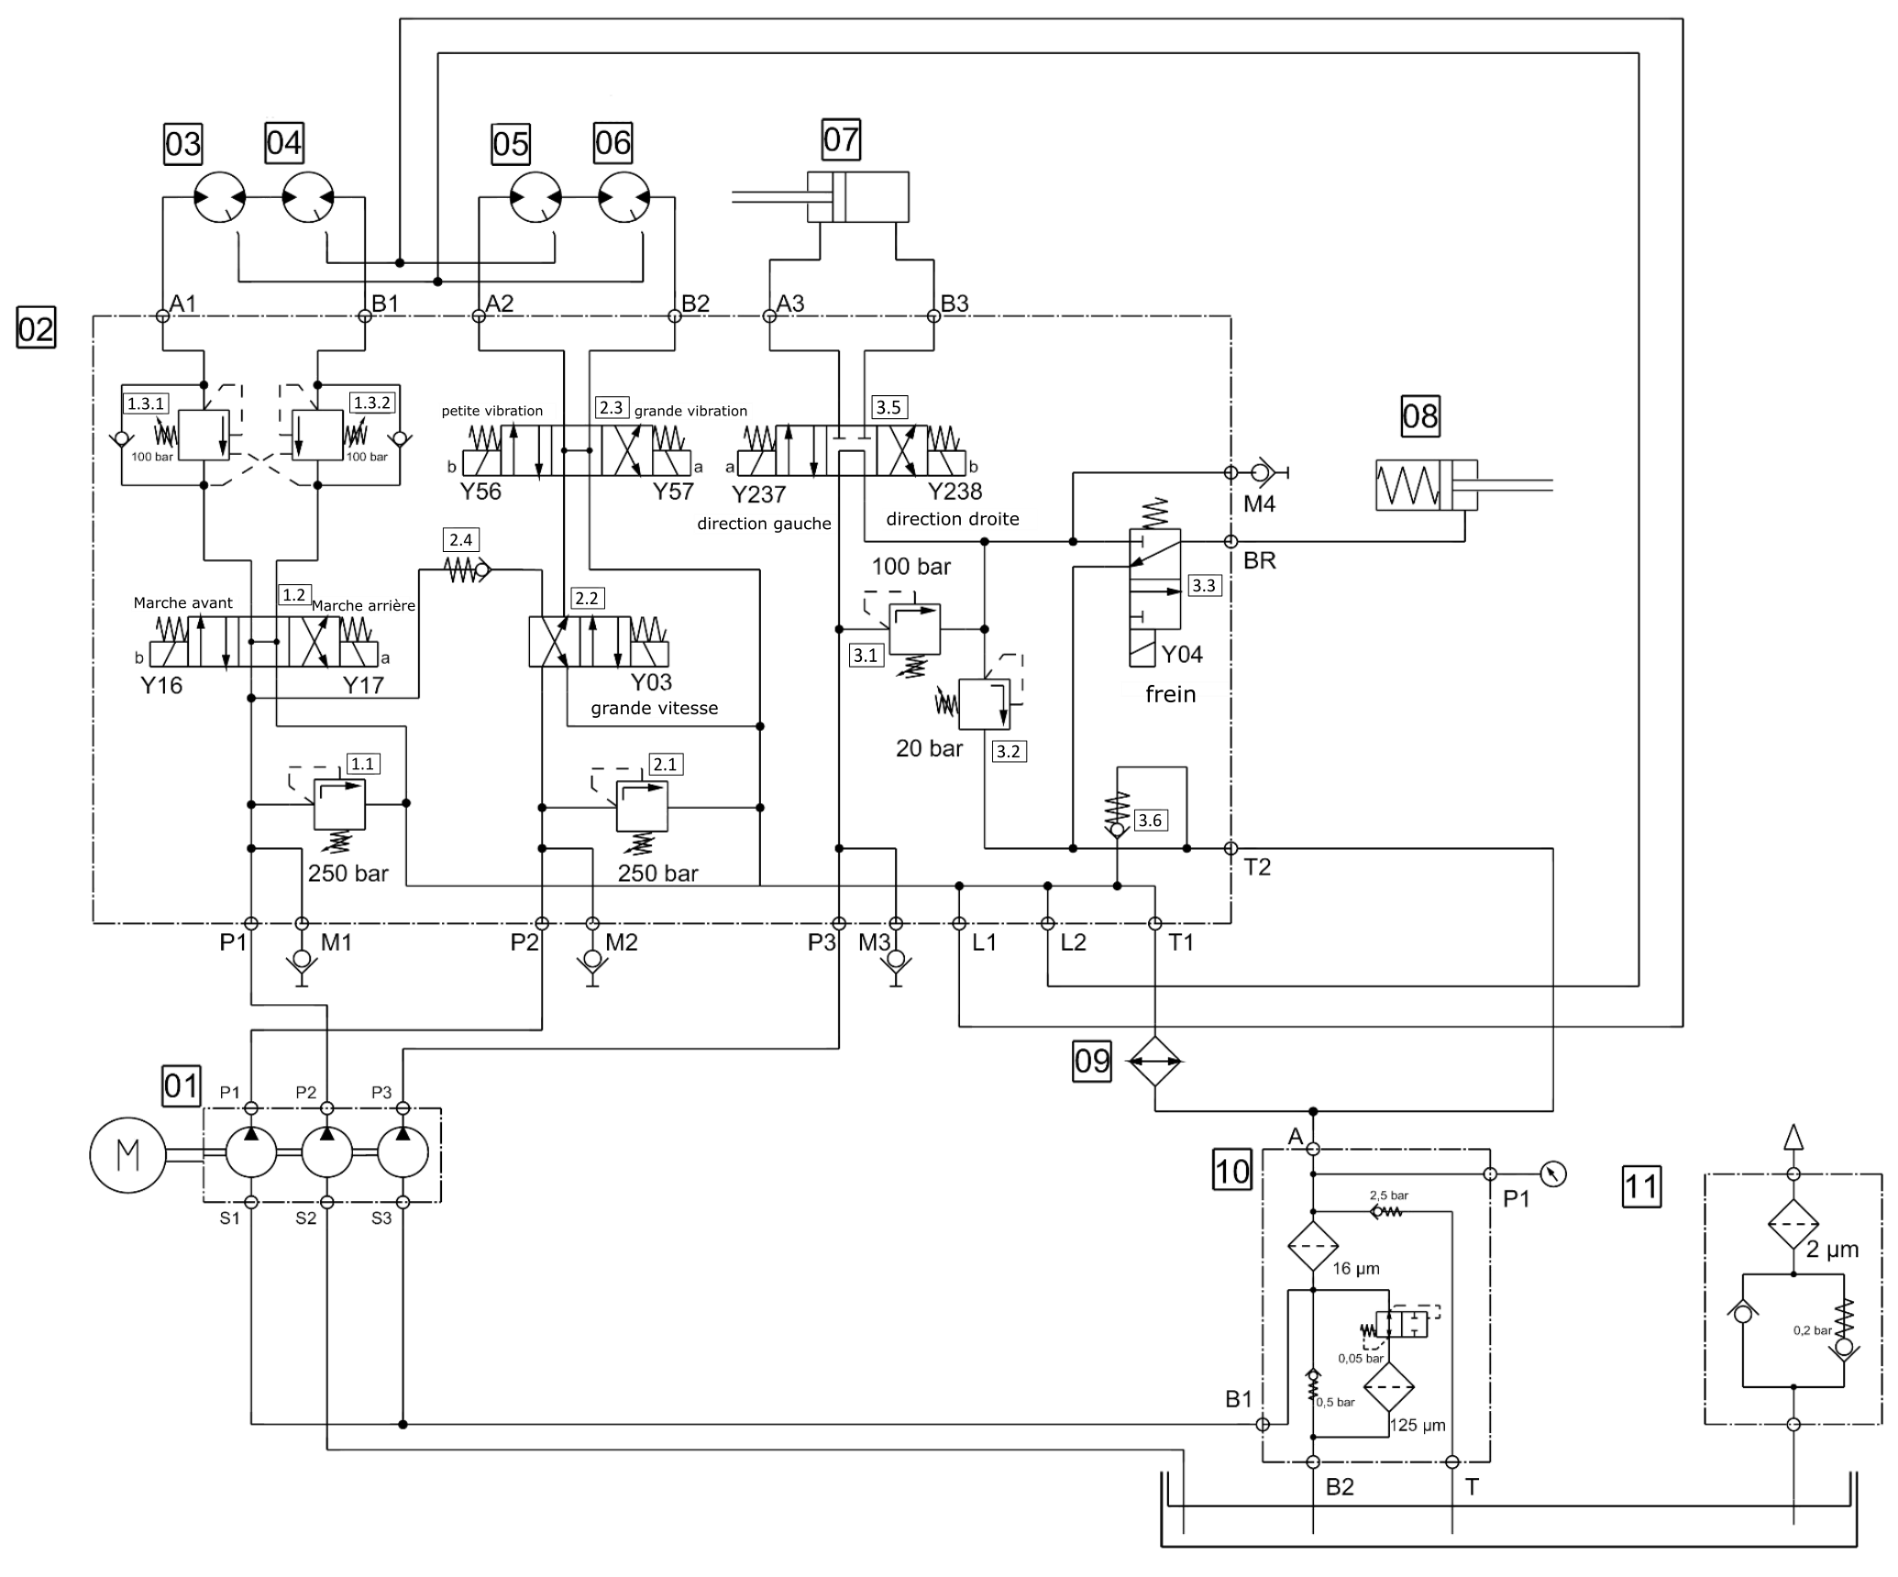 03
04
05
06
07
A1
B1
A2
B2
A3
B3
02
1.3.1
1.3.2
100 bar
100 bar
petite vibration
2.3
grande vibration
3.5
08
b
a
a
b
Y56
Y57
Y237
Y238
direction gauche
direction droite
M4
2.4
BR
100 bar
Marche avant
1.2
Marche arrière
2.2
3.3
b
a
3.1
Y04
Y16
Y17
Y03
grande vitesse
frein
20 bar
3.2
1.1
2.1
3.6
250 bar
250 bar
T2
P1
M1
P2
M2
P3
M3
L1
L2
T1
09
01
P1
P2
P3
M
A
10
11
2,5 bar
P1
S1
S2
S3
16 µm
2 µm
0,2 bar
0,05 bar
B1
0,5 bar
125 µm
B2
T